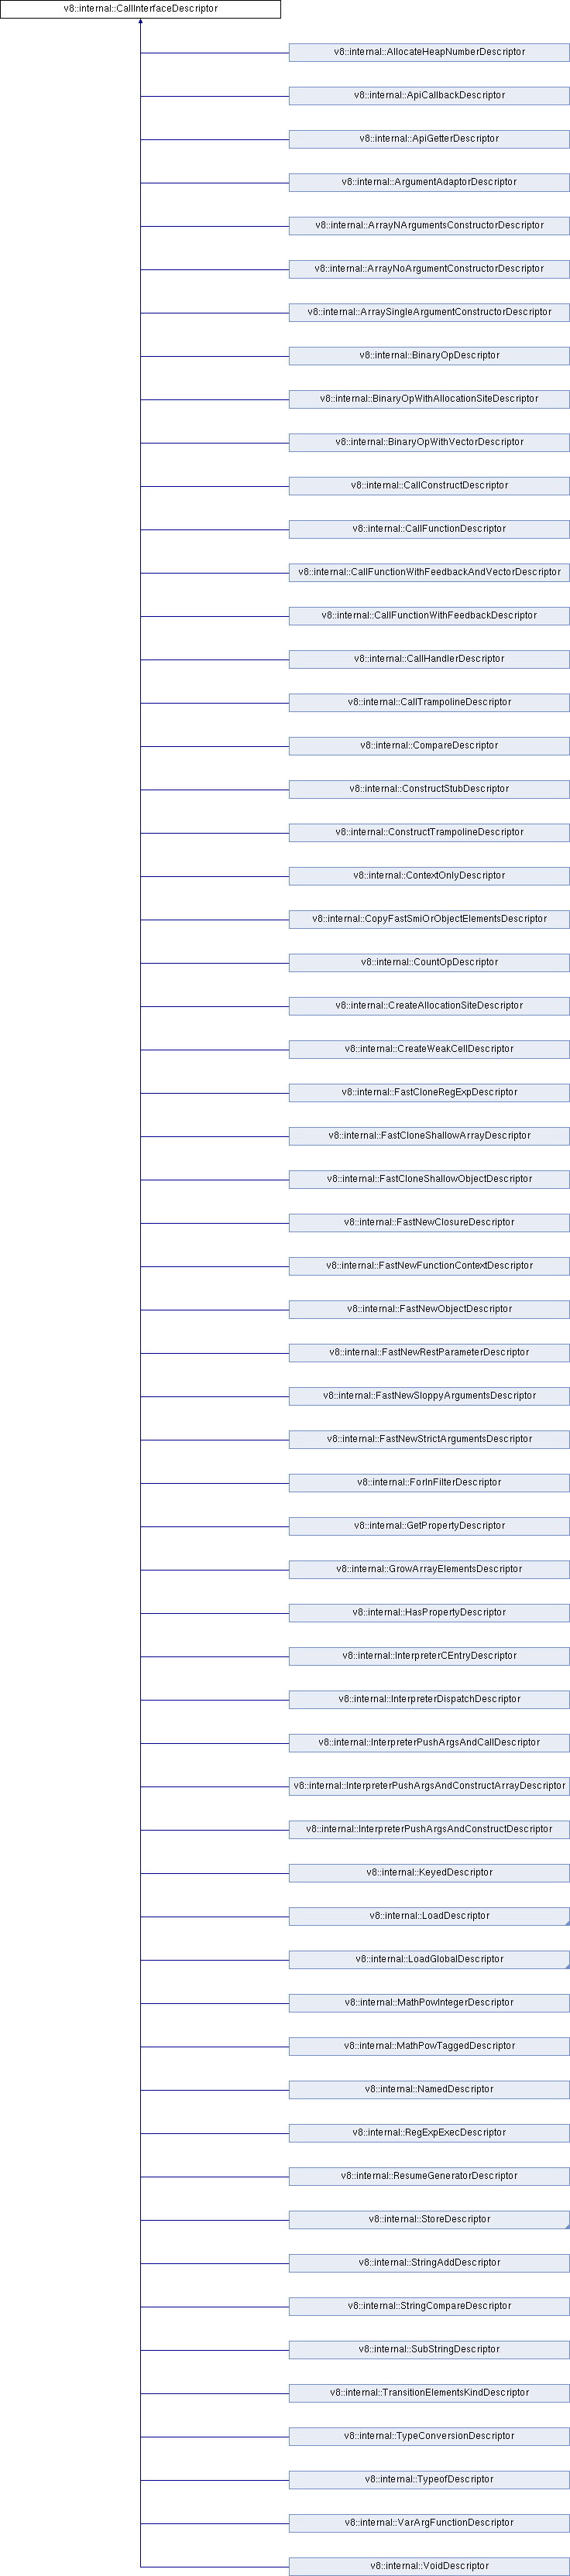 v8::internal::CallInterfaceDescriptor
v8::internal::AllocateHeapNumberDescriptor
v8::internal::ApiCallbackDescriptor
v8::internal::ApiGetterDescriptor
v8::internal::ArgumentAdaptorDescriptor
v8::internal::ArrayNArgumentsConstructorDescriptor
v8::internal::ArrayNoArgumentConstructorDescriptor
v8::internal::ArraySingleArgumentConstructorDescriptor
v8::internal::BinaryOpDescriptor
v8::internal::BinaryOpWithAllocationSiteDescriptor
v8::internal::BinaryOpWithVectorDescriptor
v8::internal::CallConstructDescriptor
v8::internal::CallFunctionDescriptor
v8::internal::CallFunctionWithFeedbackAndVectorDescriptor
v8::internal::CallFunctionWithFeedbackDescriptor
v8::internal::CallHandlerDescriptor
v8::internal::CallTrampolineDescriptor
v8::internal::CompareDescriptor
v8::internal::ConstructStubDescriptor
v8::internal::ConstructTrampolineDescriptor
v8::internal::ContextOnlyDescriptor
v8::internal::CopyFastSmiOrObjectElementsDescriptor
v8::internal::CountOpDescriptor
v8::internal::CreateAllocationSiteDescriptor
v8::internal::CreateWeakCellDescriptor
v8::internal::FastCloneRegExpDescriptor
v8::internal::FastCloneShallowArrayDescriptor
v8::internal::FastCloneShallowObjectDescriptor
v8::internal::FastNewClosureDescriptor
v8::internal::FastNewFunctionContextDescriptor
v8::internal::FastNewObjectDescriptor
v8::internal::FastNewRestParameterDescriptor
v8::internal::FastNewSloppyArgumentsDescriptor
v8::internal::FastNewStrictArgumentsDescriptor
v8::internal::ForInFilterDescriptor
v8::internal::GetPropertyDescriptor
v8::internal::GrowArrayElementsDescriptor
v8::internal::HasPropertyDescriptor
v8::internal::InterpreterCEntryDescriptor
v8::internal::InterpreterDispatchDescriptor
v8::internal::InterpreterPushArgsAndCallDescriptor
v8::internal::InterpreterPushArgsAndConstructArrayDescriptor
v8::internal::InterpreterPushArgsAndConstructDescriptor
v8::internal::KeyedDescriptor
v8::internal::LoadDescriptor
v8::internal::LoadGlobalDescriptor
v8::internal::MathPowIntegerDescriptor
v8::internal::MathPowTaggedDescriptor
v8::internal::NamedDescriptor
v8::internal::RegExpExecDescriptor
v8::internal::ResumeGeneratorDescriptor
v8::internal::StoreDescriptor
v8::internal::StringAddDescriptor
v8::internal::StringCompareDescriptor
v8::internal::SubStringDescriptor
v8::internal::TransitionElementsKindDescriptor
v8::internal::TypeConversionDescriptor
v8::internal::TypeofDescriptor
v8::internal::VarArgFunctionDescriptor
v8::internal::VoidDescriptor